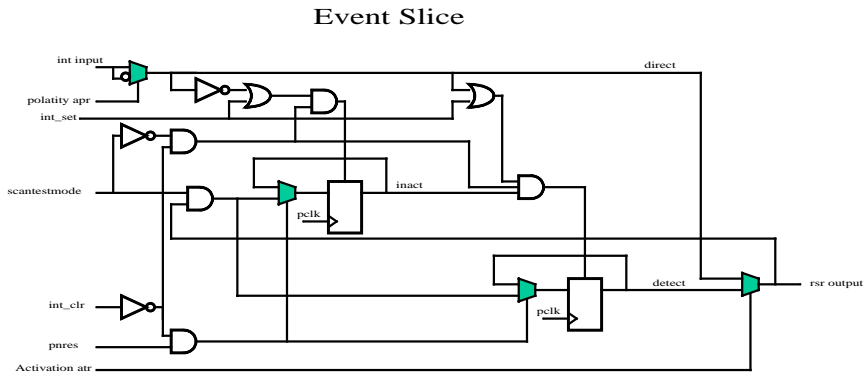 Event Slice
int input
direct
polatity apr
int_set
scantestmode
inact
pclk
int_clr
detect
rsr output
pclk
pnres
Activation atr